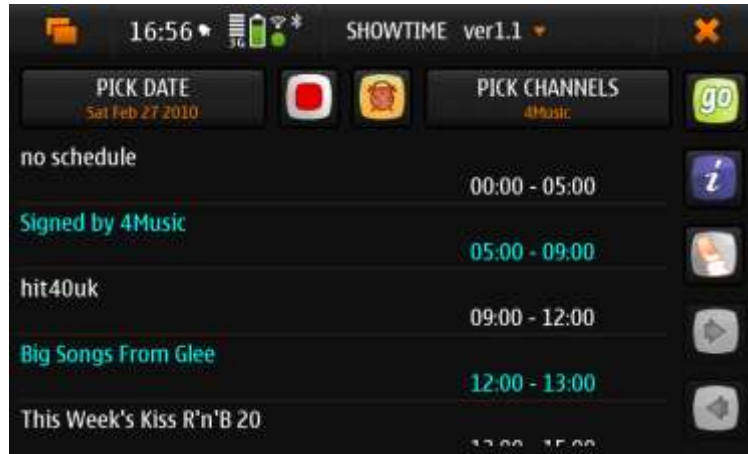 16:56 3G SHOWTIME ver1.1
PICK DATE
Sat Feb 27 2010
PICK CHANNELS
4Music
go
no schedule
00:00 - 05:00
i
Signed by 4Music
05:00 - 09:00
hit40uk
09:00 - 12:00
Big Songs From Glee
12:00 - 13:00
This Week's Kiss R'n'B 20